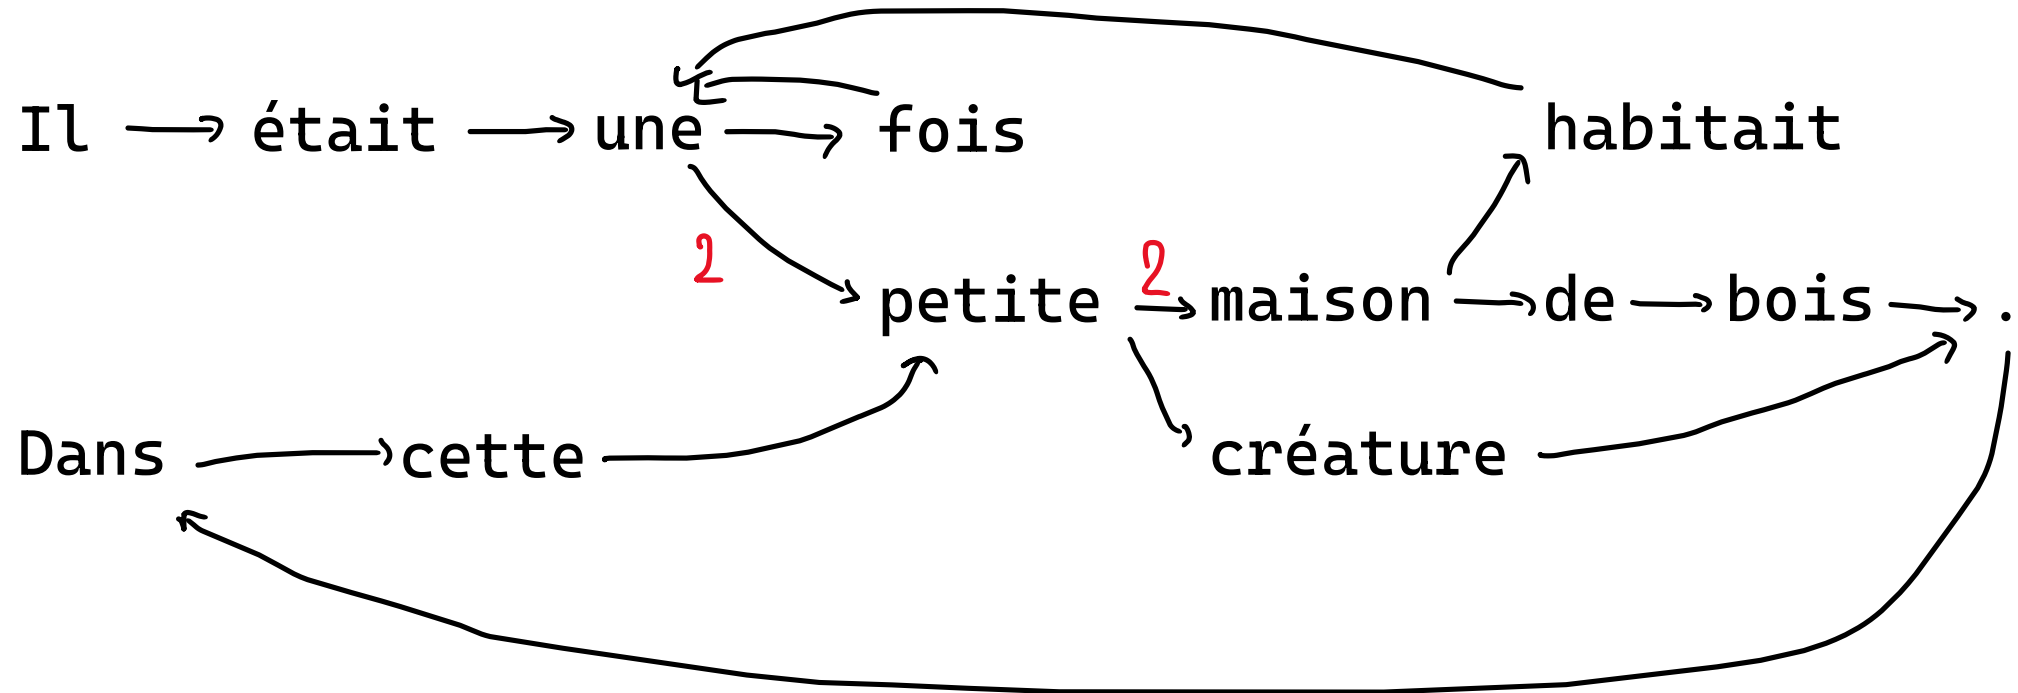 Il était une fois habitait
2 2
petite maison de bois .
Dans cette créature